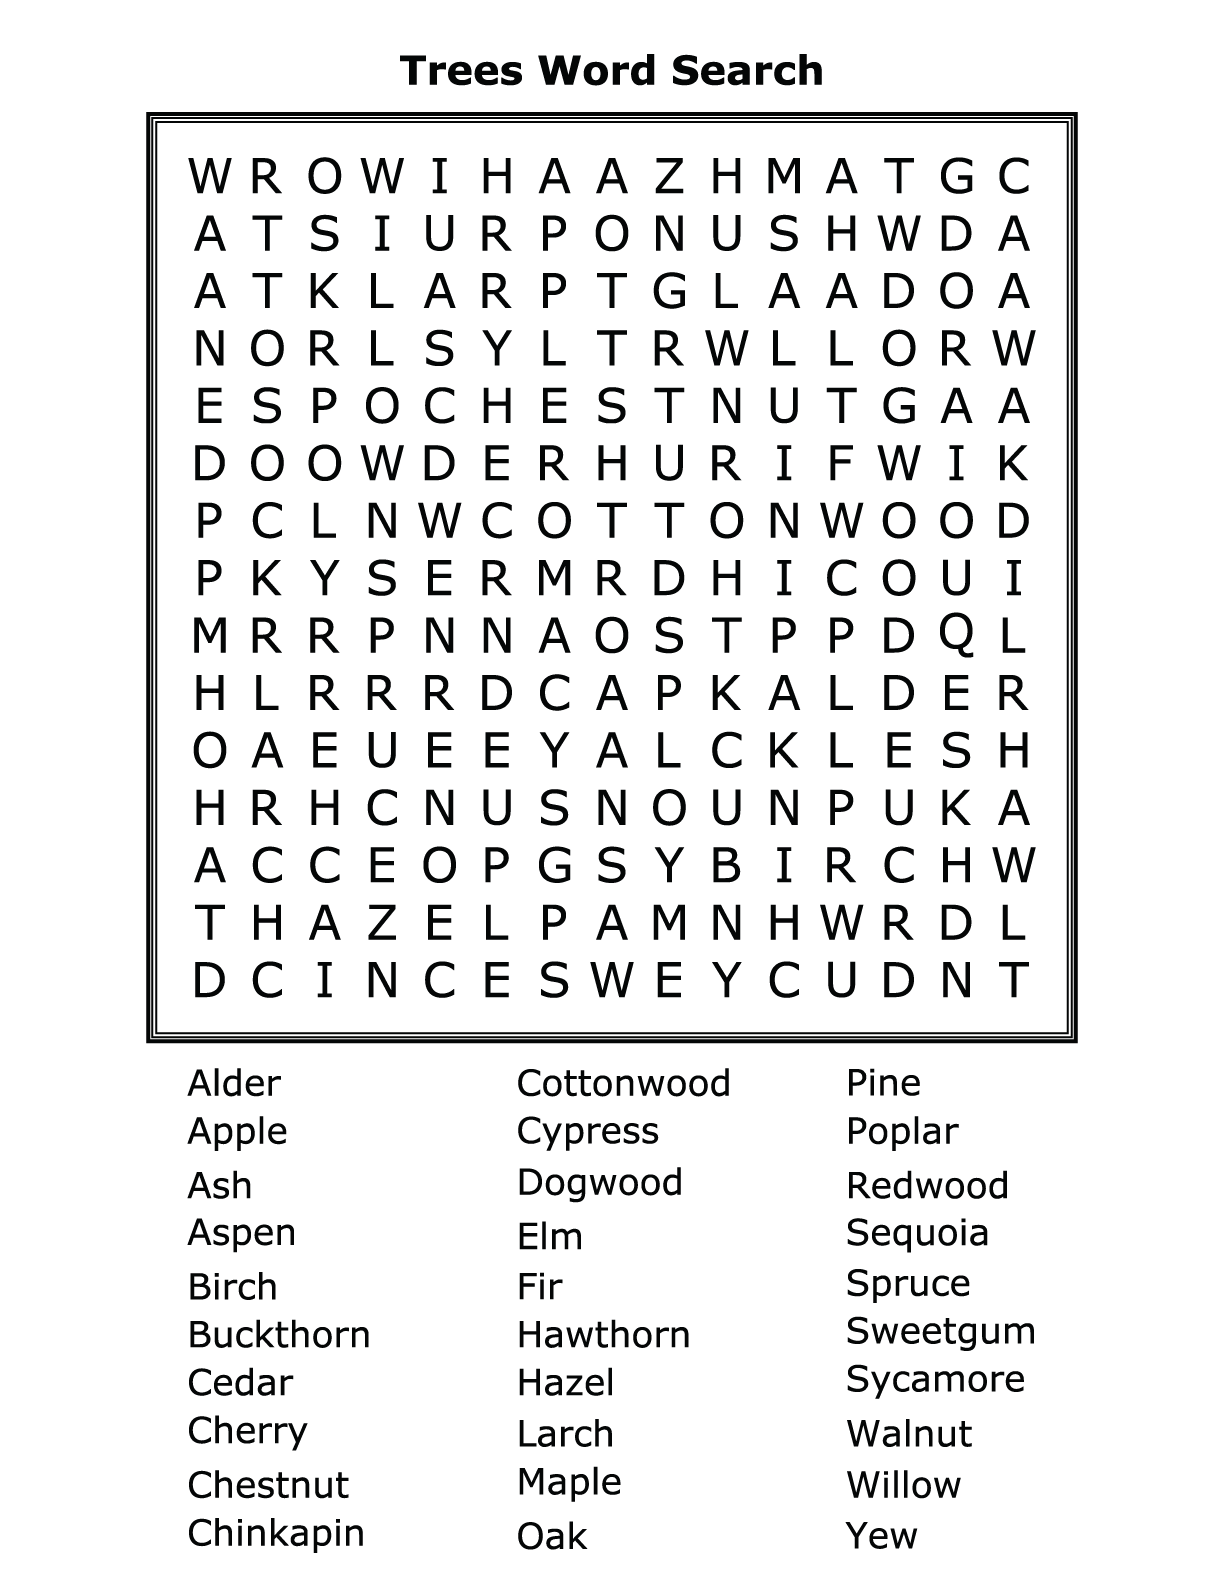 Trees Word Search
W R O W I H A A Z H M A T G C
A T S I U R P O N U S H W D A
A T K L A R P T G L A A D O A
N O R L S Y L T R W L L O R W
E S P O C H E S T N U T G A A
D O O W D E R H U R I F W I K
P C L N W C O T T O N W O O D
P K Y S E R M R D H I C O U I
M R R P N N A O S T P P D Q L
H L R R R D C A P K A L D E R
O A E U E E Y A L C K L E S H
H R H C N U S N O U N P U K A
A C C E O P G S Y B I R C H W
T H A Z E L P A M N H W R D L
D C I N C E S W E Y C U D N T
Alder Cottonwood Pine
Apple Cypress Poplar
Ash Dogwood Redwood
Aspen Elm Sequoia
Birch Fir Spruce
Buckthorn Hawthorn Sweetgum
Cedar Hazel Sycamore
Cherry Larch Walnut
Chestnut Maple Willow
Chinkapin Oak Yew